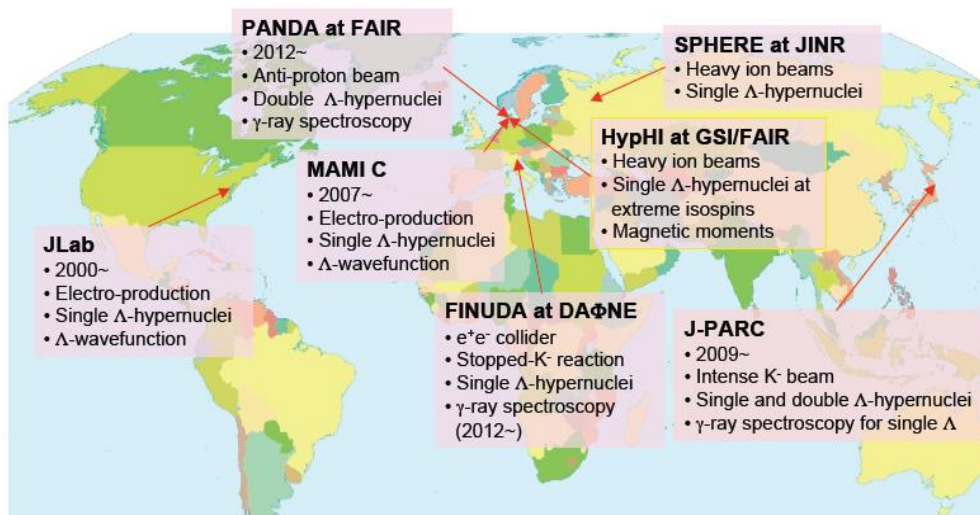 PANDA at FAIR
• 2012~
• Anti-proton beam
• Double Λ-hypernuclei
• γ-ray spectroscopy
SPHERE at JINR
• Heavy ion beams
• Single Λ-hypernuclei
HypHI at GSI/FAIR
• Heavy ion beams
• Single Λ-hypernuclei at
extreme isospins
• Magnetic moments
MAMI C
• 2007~
• Electro-production
• Single Λ-hypernuclei
• Λ-wavefunction
JLab
• 2000~
• Electro-production
• Single Λ-hypernuclei
• Λ-wavefunction
FINUDA at DAΦNE
• e⁺e⁻ collider
• Stopped-K⁻ reaction
• Single Λ-hypernuclei
• γ-ray spectroscopy
(2012~)
J-PARC
• 2009~
• Intense K⁻ beam
• Single and double Λ-hypernuclei
• γ-ray spectroscopy for single Λ